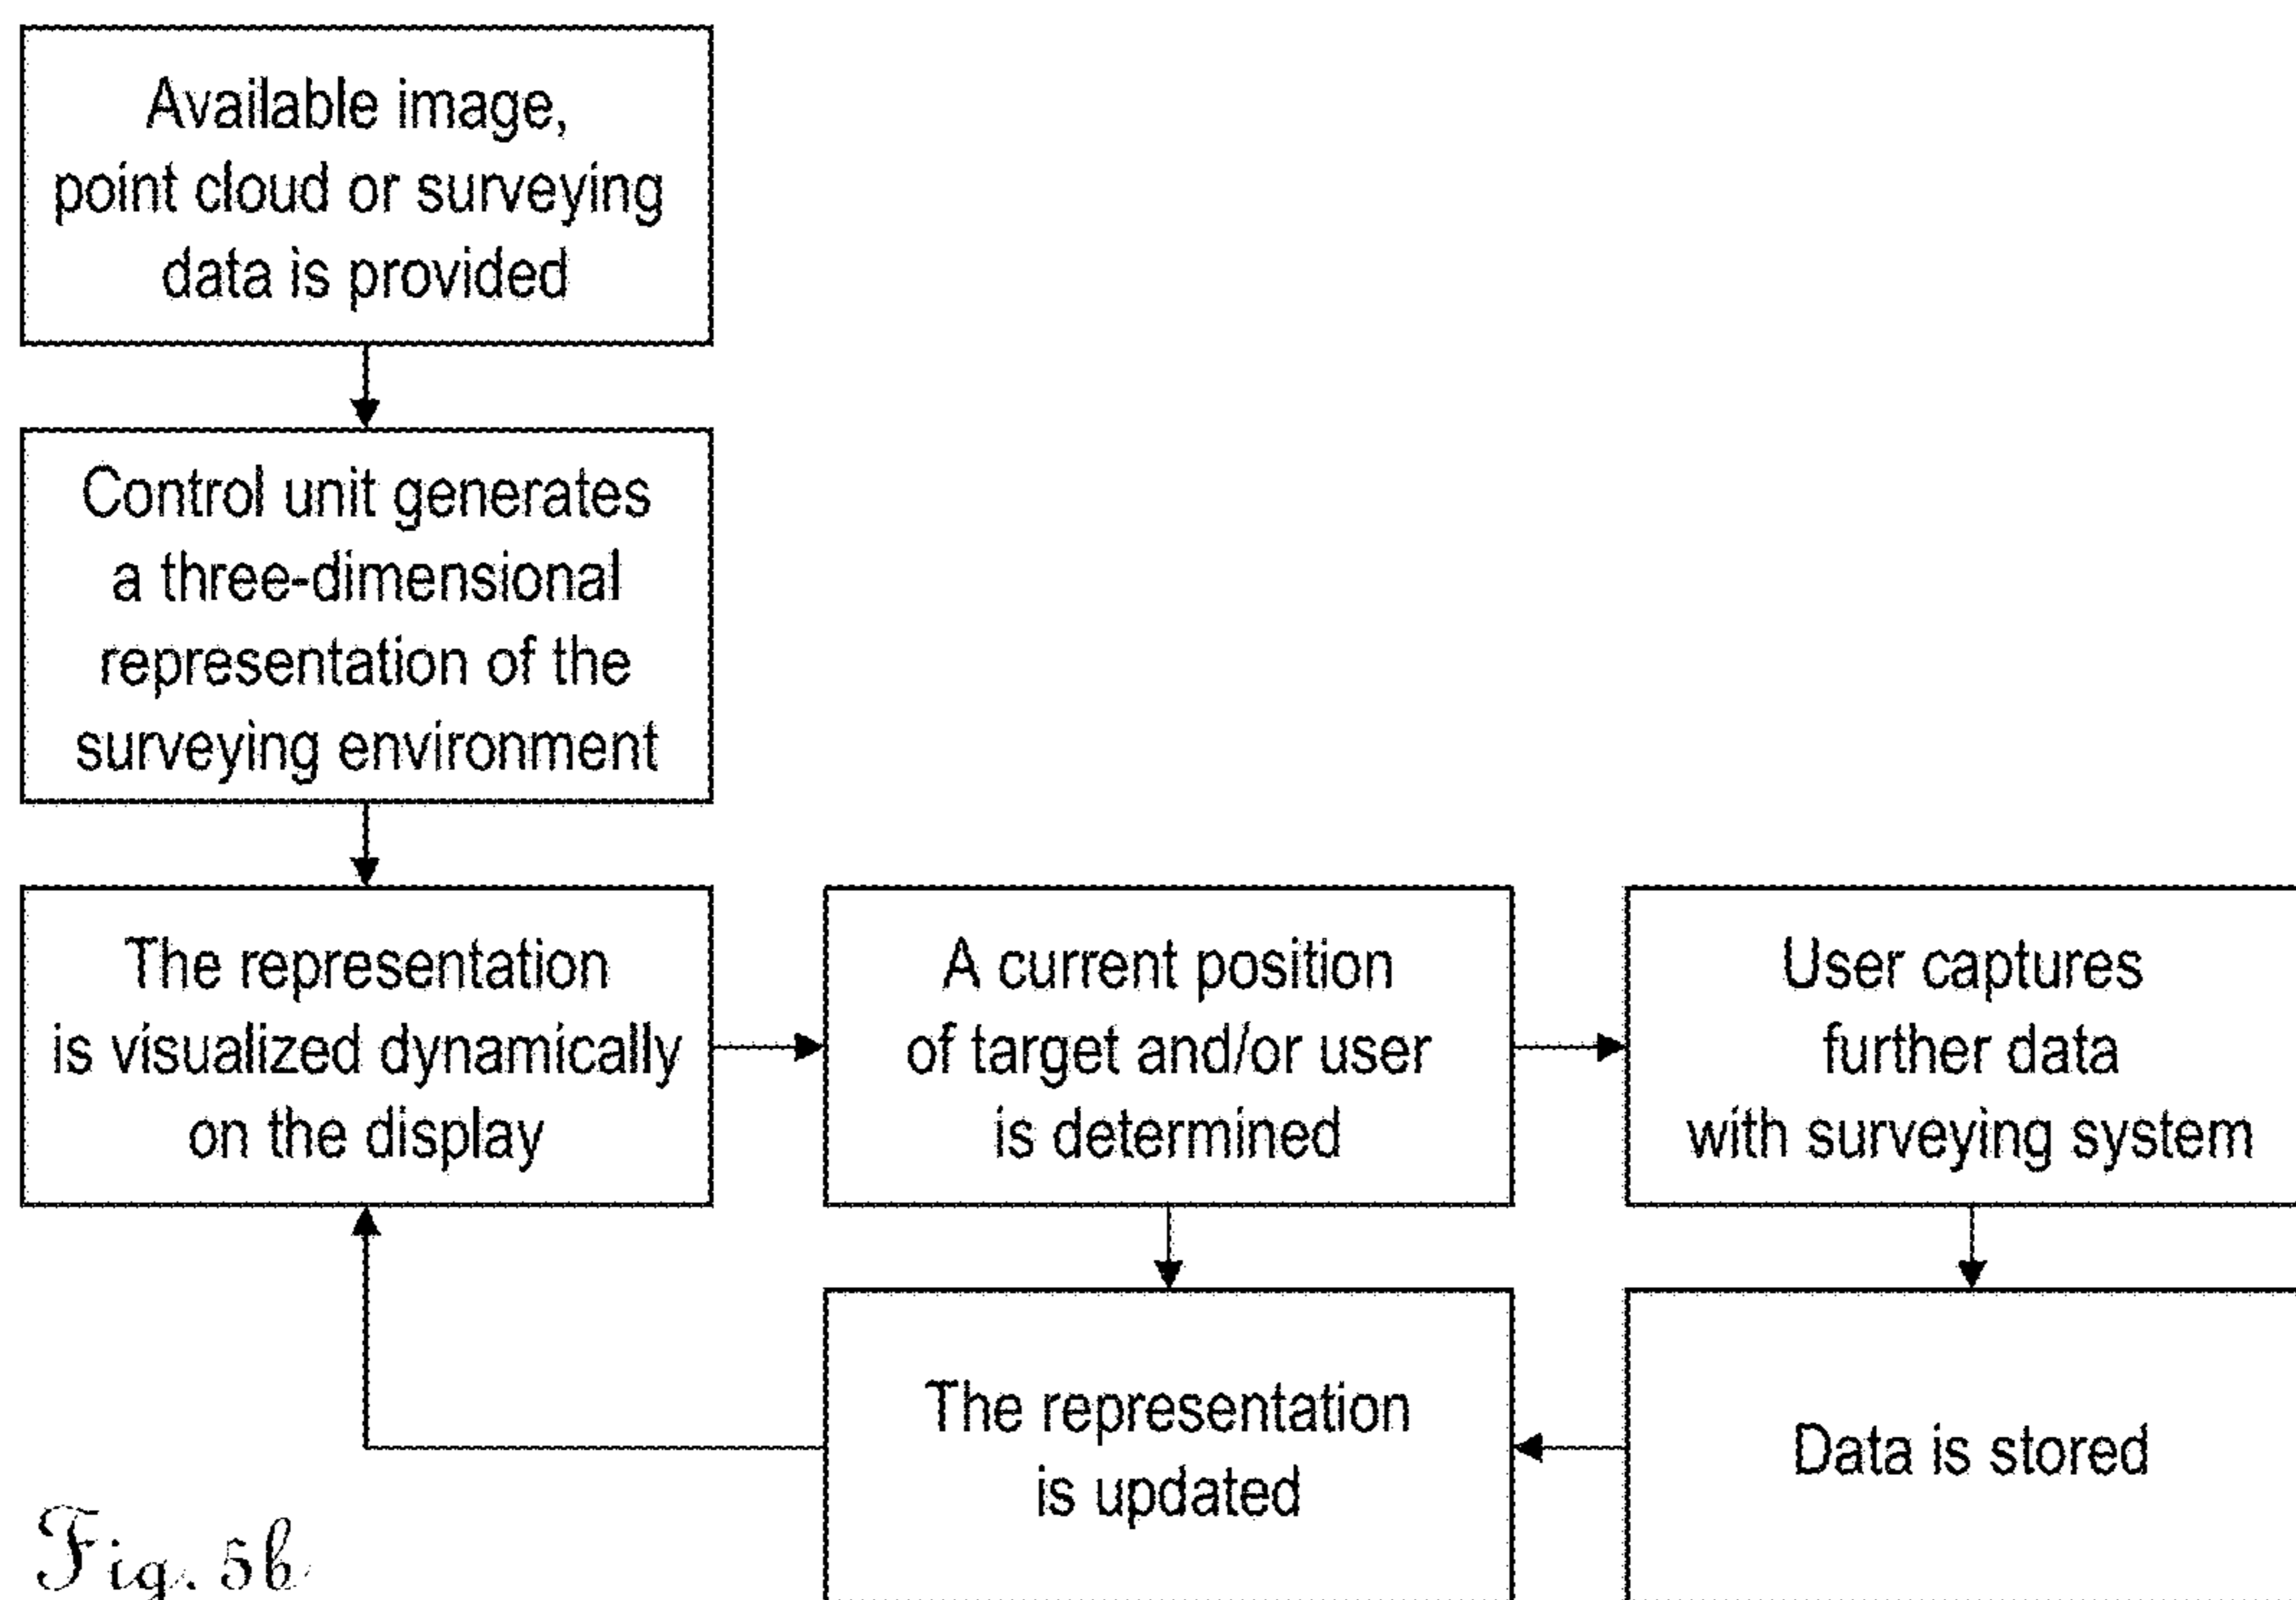 Available image,
point cloud or surveying
data is provided
Control unit generates
a three-dimensional
representation of the
surveying environment
The representation
is visualized dynamically
on the display
A current position
of target and/or user
is determined
User captures
further data
with surveying system
The representation
is updated
Data is stored
Fig. 5b